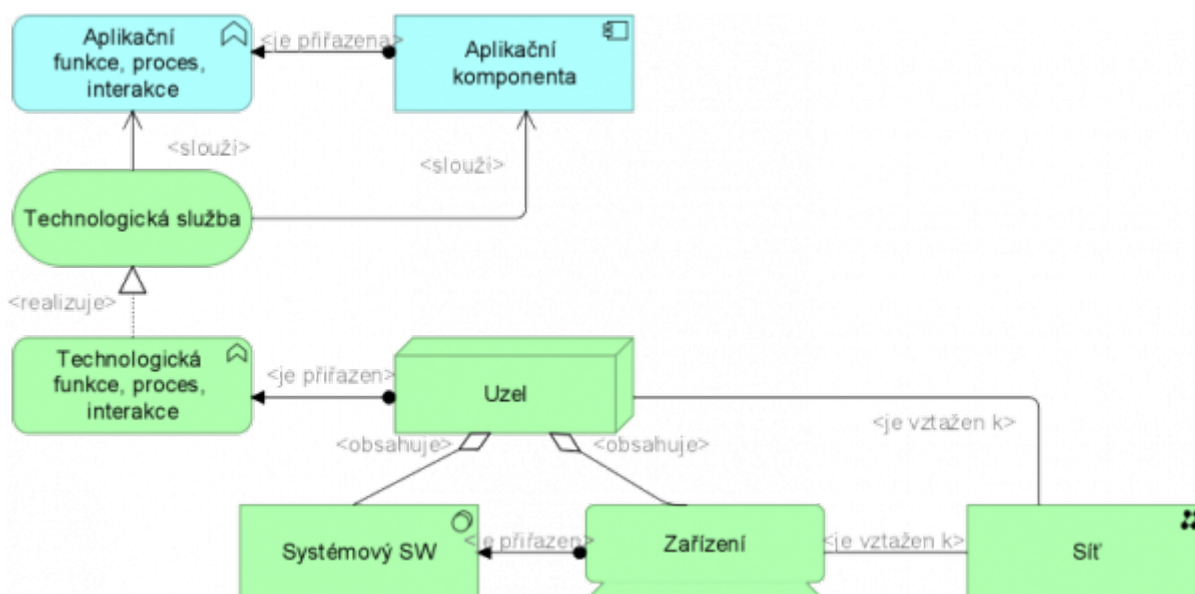 Aplikační
funkce, proces,
interakce
<je přiřazena>
Aplikační
komponenta
<slouží>
<slouží>
Technologická služba
<realizuje>
Technologická
funkce, proces,
interakce
<je přiřazen>
Uzel
<je vztažen k>
<obsahuje>
<obsahuje>
Systémový SW
<je přiřazen>
Zařízení
<je vztažen k>
Síť